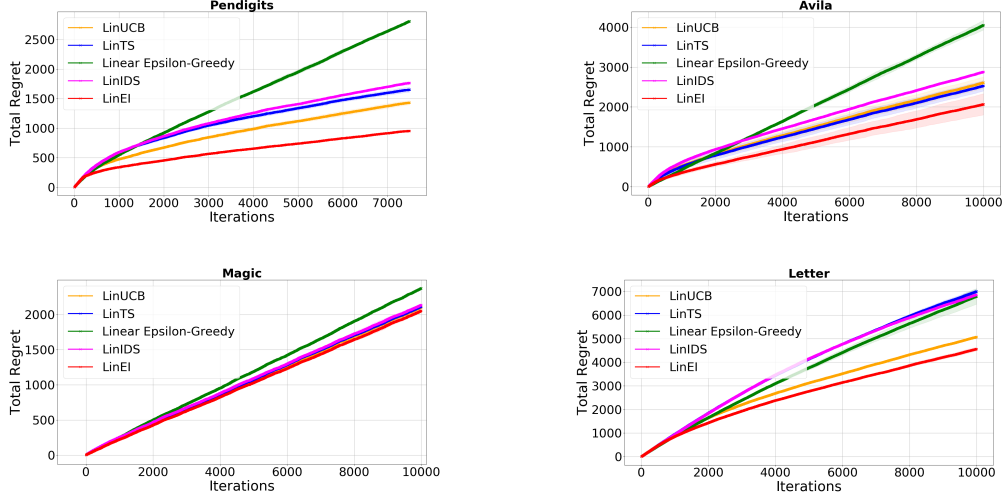 Pendigits
Total Regret
2500
2000
1500
1000
500
0
LinUCB
LinTS
Linear Epsilon-Greedy
LinIDS
LinEI
0 1000 2000 3000 4000 5000 6000 7000
Iterations
Avila
Total Regret
4000
3000
2000
1000
0
LinUCB
LinTS
Linear Epsilon-Greedy
LinIDS
LinEI
0 2000 4000 6000 8000 10000
Iterations
Magic
Total Regret
2000
1500
1000
500
0
LinUCB
LinTS
Linear Epsilon-Greedy
LinIDS
LinEI
0 2000 4000 6000 8000 10000
Iterations
Letter
Total Regret
7000
6000
5000
4000
3000
2000
1000
0
LinUCB
LinTS
Linear Epsilon-Greedy
LinIDS
LinEI
0 2000 4000 6000 8000 10000
Iterations